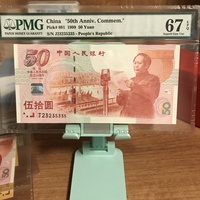 PMG
China "50th Anniv. Commem."
Pick# 891 1999 50 Yuan
S/N J23235335 - People's Republic
67 EPQ
50 中国人民银行
伍拾圆
J23235335
50